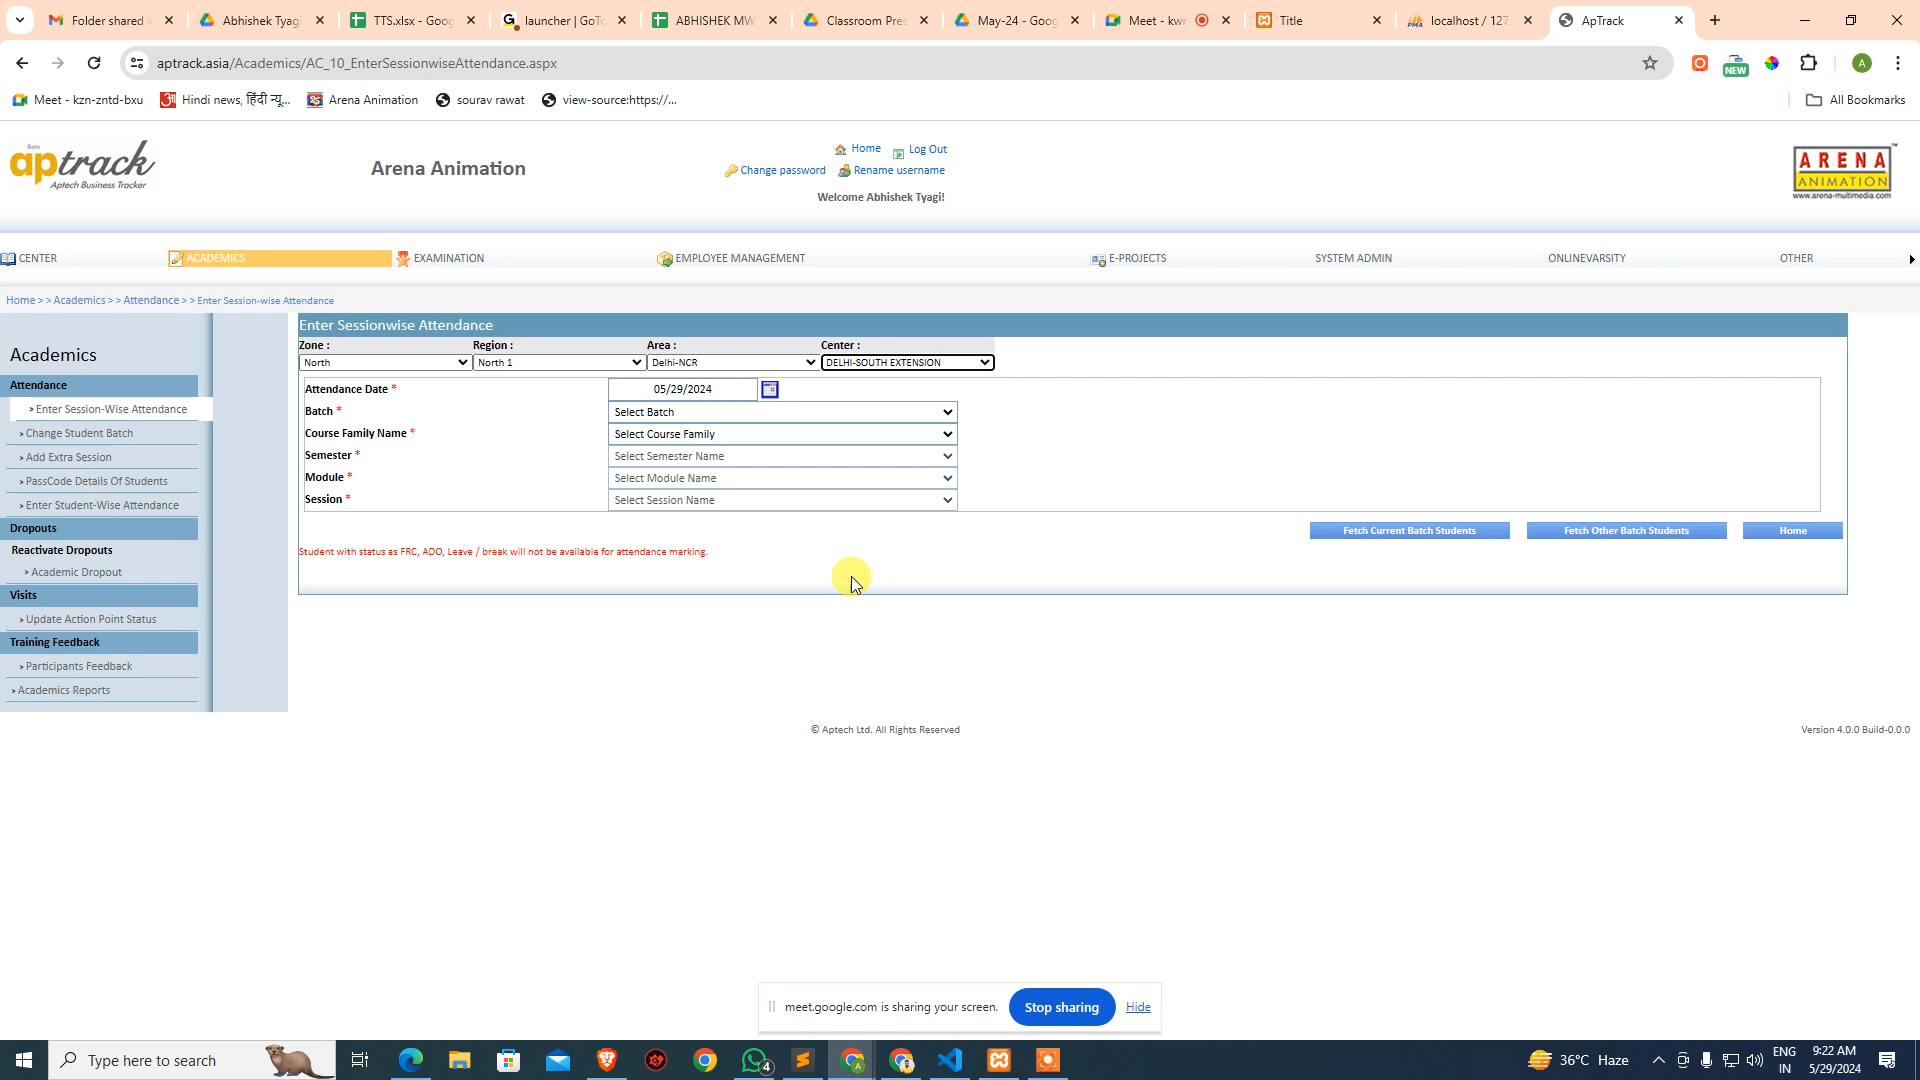 Folder shared
Abhishek Tyagi
TTS.xlsx - Goog
launcher | GoTo
ABHISHEK MW
Classroom Pres
May-24 - Goog
Meet - kwr
Title
localhost / 127
ApTrack
aptrack.asia/Academics/AC_10_EnterSessionwiseAttendance.aspx
NEW
A
Meet - kzn-zntd-bxu
Hindi news, हिंदी न्यू...
Arena Animation
sourav rawat
view-source:https://...
All Bookmarks
Beta
aptrack
Aptech Business Tracker
Arena Animation
Home
Log Out
Change password
Rename username
Welcome Abhishek Tyagi!
ARENA
ANIMATION
www.arena-multimedia.com
CENTER
ACADEMICS
EXAMINATION
EMPLOYEE MANAGEMENT
E-PROJECTS
SYSTEM ADMIN
ONLINEVARSITY
OTHER
Home > > Academics > > Attendance > > Enter Session-wise Attendance
Academics
Attendance
> Enter Session-Wise Attendance
> Change Student Batch
> Add Extra Session
> PassCode Details Of Students
> Enter Student-Wise Attendance
Dropouts
Reactivate Dropouts
> Academic Dropout
Visits
> Update Action Point Status
Training Feedback
> Participants Feedback
> Academics Reports
Enter Sessionwise Attendance
Zone : Region : Area : Center :
North North 1 Delhi-NCR DELHI-SOUTH EXTENSION
Attendance Date * 05/29/2024
Batch * Select Batch
Course Family Name * Select Course Family
Semester * Select Semester Name
Module * Select Module Name
Session * Select Session Name
Fetch Current Batch Students
Fetch Other Batch Students
Home
Student with status as FRC, ADO, Leave / break will not be available for attendance marking.
© Aptech Ltd. All Rights Reserved
Version 4.0.0 Build-0.0.0
meet.google.com is sharing your screen.
Stop sharing
Hide
Type here to search
4
36°C Haze
ENG
IN
9:22 AM
5/29/2024